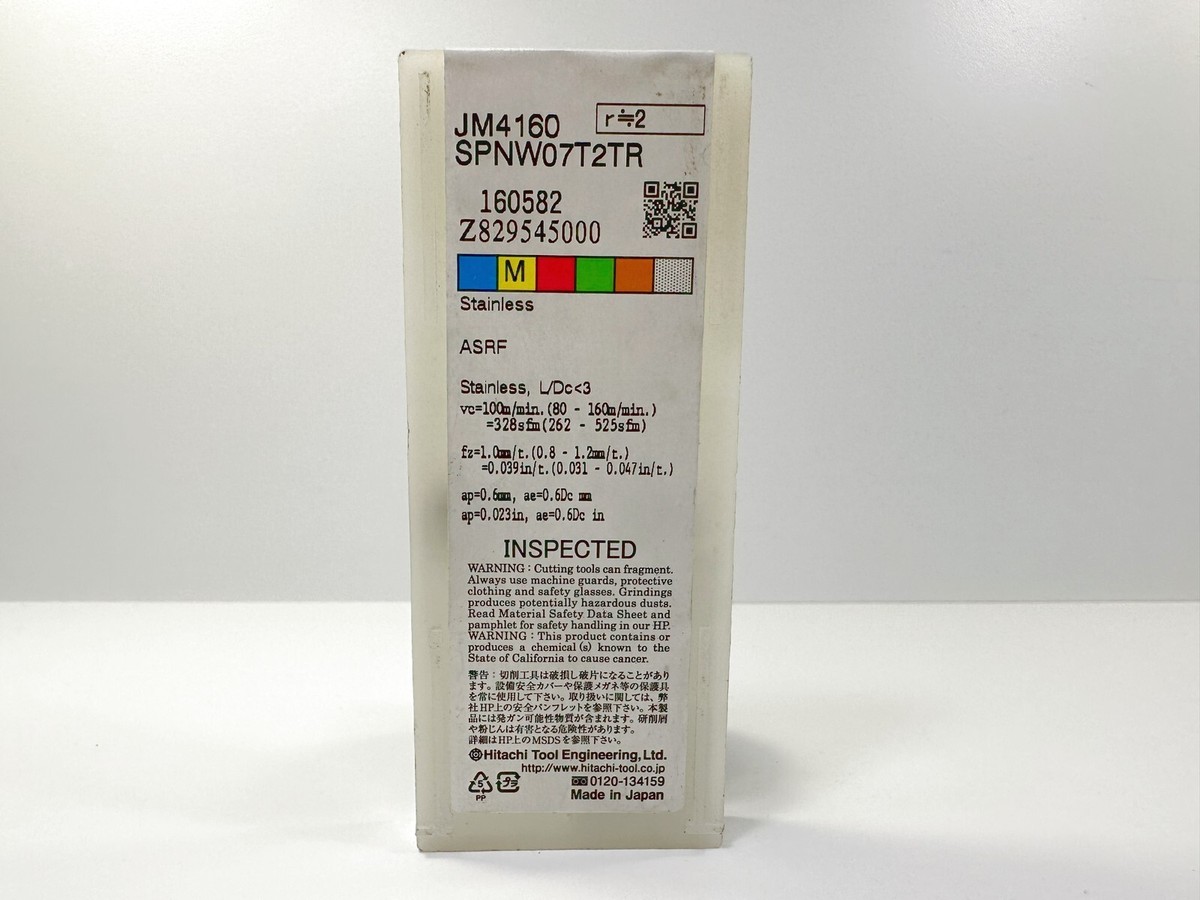 JM4160
r≒2
SPNW07T2TR
160582
Z829545000
M
Stainless
ASRF
Stainless, L/Dc<3
vc=100m/min.(80 - 160m/min.)
=328sfm(262 - 525sfm)
fz=1.0mm/t.(0.8 - 1.2mm/t.)
=0.039in/t.(0.031 - 0.047in/t.)
ap=0.6mm, ae=0.6Dc mm
ap=0.023in, ae=0.6Dc in
INSPECTED
WARNING : Cutting tools can fragment.
Always use machine guards, protective
clothing and safety glasses. Grindings
produces potentially hazardous dusts.
Read Material Safety Data Sheet and
pamphlet for safety handling in our HP.
WARNING : This product contains or
produces a chemical (s) known to the
State of California to cause cancer.
警告：切削工具は破損し破片になることがあり
ます。設備安全カバーや保護メガネ等の保護具
を常に使用して下さい。取り扱いに関しては、弊
社HP上の安全パンフレットを参照下さい。本製
品には発ガン可能性物質が含まれます。研削屑
や粉じんは有害となる危険性があります。
詳細はHP上のMSDSを参照下さい。
Hitachi Tool Engineering,Ltd.
http://www.hitachi-tool.co.jp
5
PP
プラ
0120-134159
Made in Japan